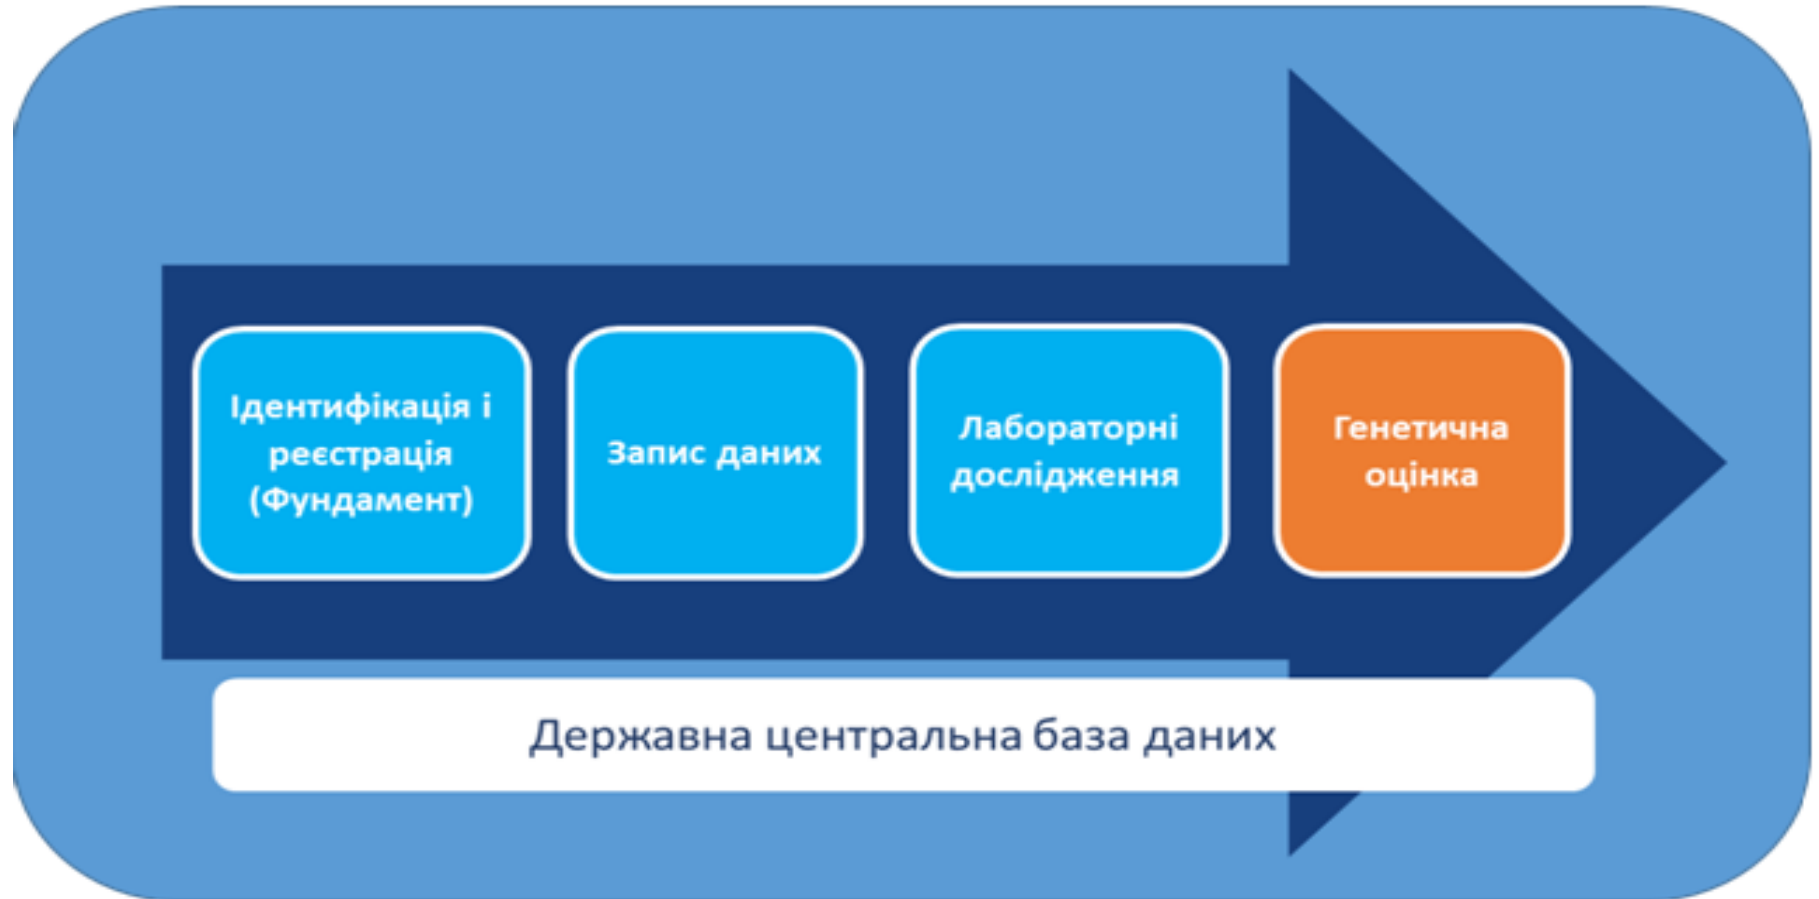 Ідентифікація і
реєстрація
(Фундамент)
Запис даних
Лабораторні
дослідження
Генетична
оцінка
Державна центральна база даних